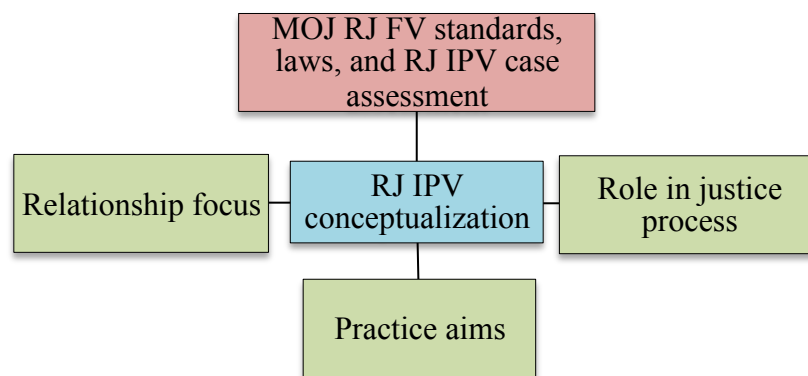 MOJ RJ FV standards,
laws, and RJ IPV case
assessment
Relationship focus
RJ IPV
conceptualization
Role in justice
process
Practice aims